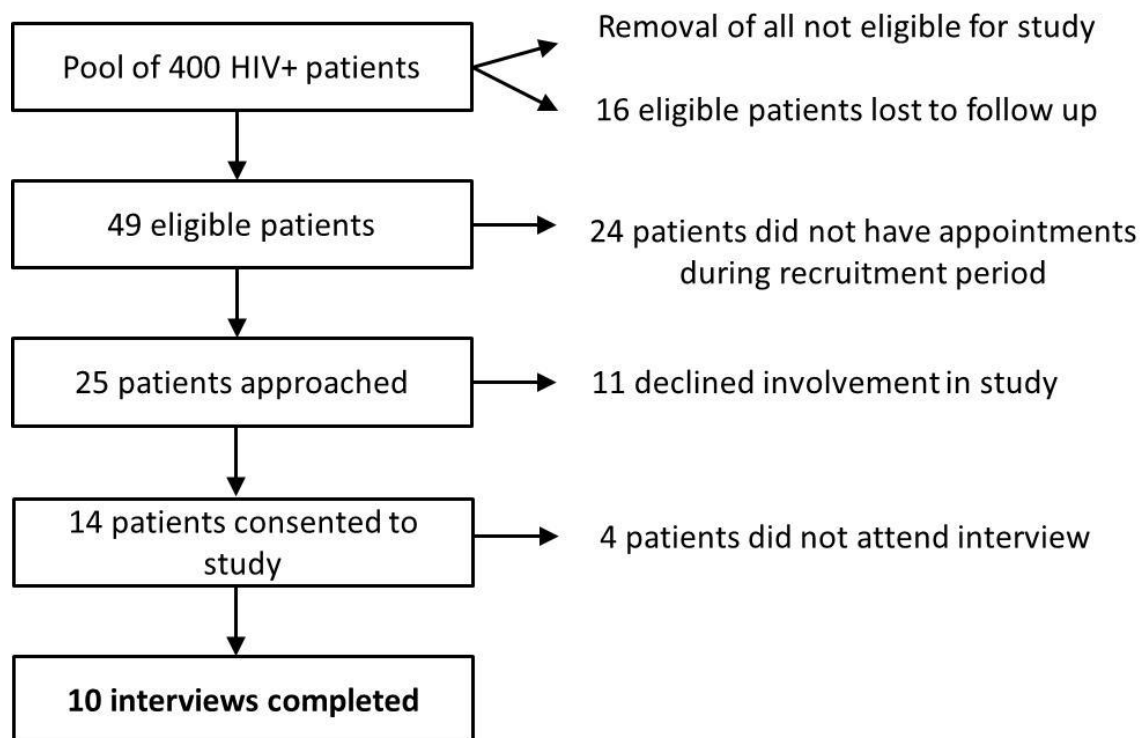 Pool of 400 HIV+ patients
Removal of all not eligible for study
16 eligible patients lost to follow up
49 eligible patients
24 patients did not have appointments
during recruitment period
25 patients approached
11 declined involvement in study
14 patients consented to
study
4 patients did not attend interview
10 interviews completed